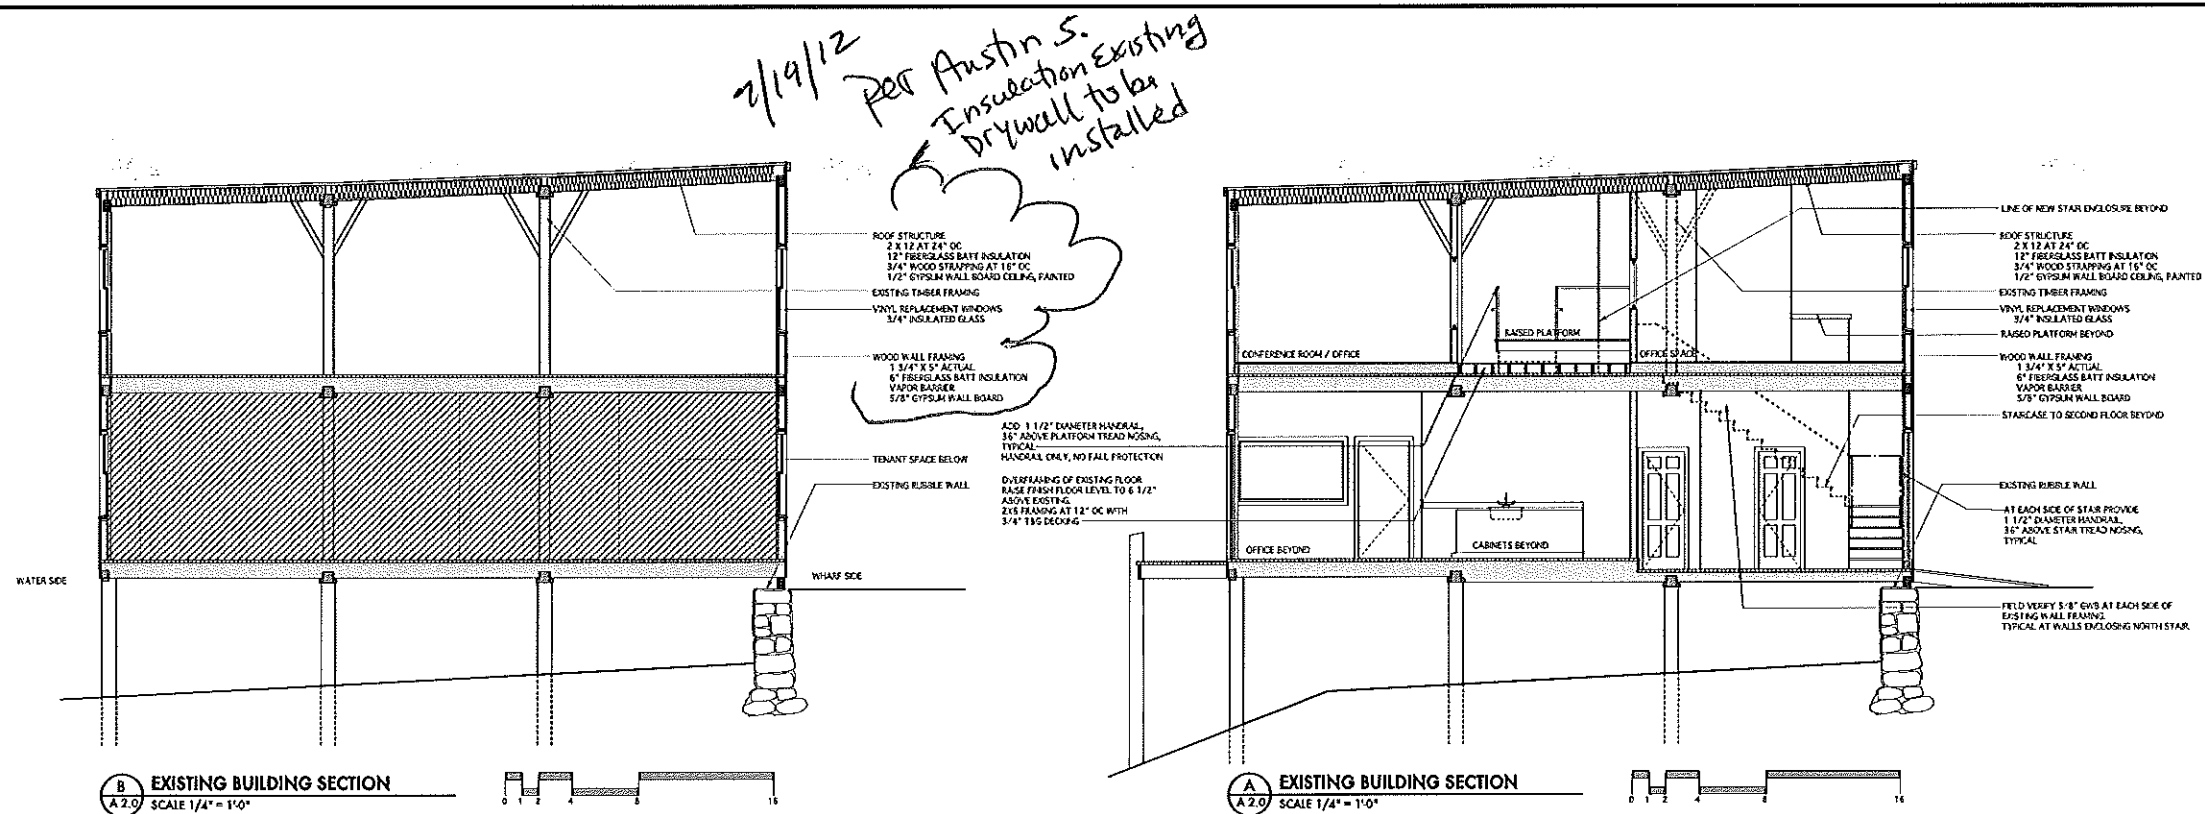 2/19/12
Per Austin S.
Insulation Existing
Drywall to be
installed
ROOF STRUCTURE
2 X 12 AT 24" OC
12" FIBERGLASS BATT INSULATION
3/4" WOOD STRAPPING AT 16" OC
1/2" GYPSUM WALL BOARD CEILING, PAINTED
EXISTING TIMBER FRAMING
VINYL REPLACEMENT WINDOWS
3/4" INSULATED GLASS
WOOD WALL FRAMING
1 3/4" X 5" ACTUAL
6" FIBERGLASS BATT INSULATION
VAPOR BARRIER
5/8" GYPSUM WALL BOARD
TENANT SPACE BELOW
EXISTING RUBBLE WALL
WATER SIDE
WHARF SIDE
B
A 2.0
EXISTING BUILDING SECTION
SCALE 1/4" = 1'-0"
0 1 2 4 8 16
ADD 1 1/2" DIAMETER HANDRAIL,
36" ABOVE PLATFORM TREAD NOSING,
TYPICAL
HANDRAIL ONLY, NO FALL PROTECTION
OVERFRAMING OF EXISTING FLOOR
RAISE FINISH FLOOR LEVEL TO 6 1/2"
ABOVE EXISTING.
2X6 FRAMING AT 12" OC WITH
3/4" T&G DECKING
CONFERENCE ROOM / OFFICE
RAISED PLATFORM
OFFICE SPACE
OFFICE BEYOND
CABINETS BEYOND
LINE OF NEW STAIR ENCLOSURE BEYOND
ROOF STRUCTURE
2 X 12 AT 24" OC
12" FIBERGLASS BATT INSULATION
3/4" WOOD STRAPPING AT 16" OC
1/2" GYPSUM WALL BOARD CEILING, PAINTED
EXISTING TIMBER FRAMING
VINYL REPLACEMENT WINDOWS
3/4" INSULATED GLASS
RAISED PLATFORM BEYOND
WOOD WALL FRAMING
1 3/4" X 5" ACTUAL
6" FIBERGLASS BATT INSULATION
VAPOR BARRIER
5/8" GYPSUM WALL BOARD
STAIRCASE TO SECOND FLOOR BEYOND
EXISTING RUBBLE WALL
AT EACH SIDE OF STAIR PROVIDE
1 1/2" DIAMETER HANDRAIL,
36" ABOVE STAIR TREAD NOSING,
TYPICAL
FIELD VERIFY 5/8" GWB AT EACH SIDE OF
EXISTING WALL FRAMING
TYPICAL AT WALLS ENCLOSING NORTH STAIR
A
A 2.0
EXISTING BUILDING SECTION
SCALE 1/4" = 1'-0"
0 1 2 4 8 16